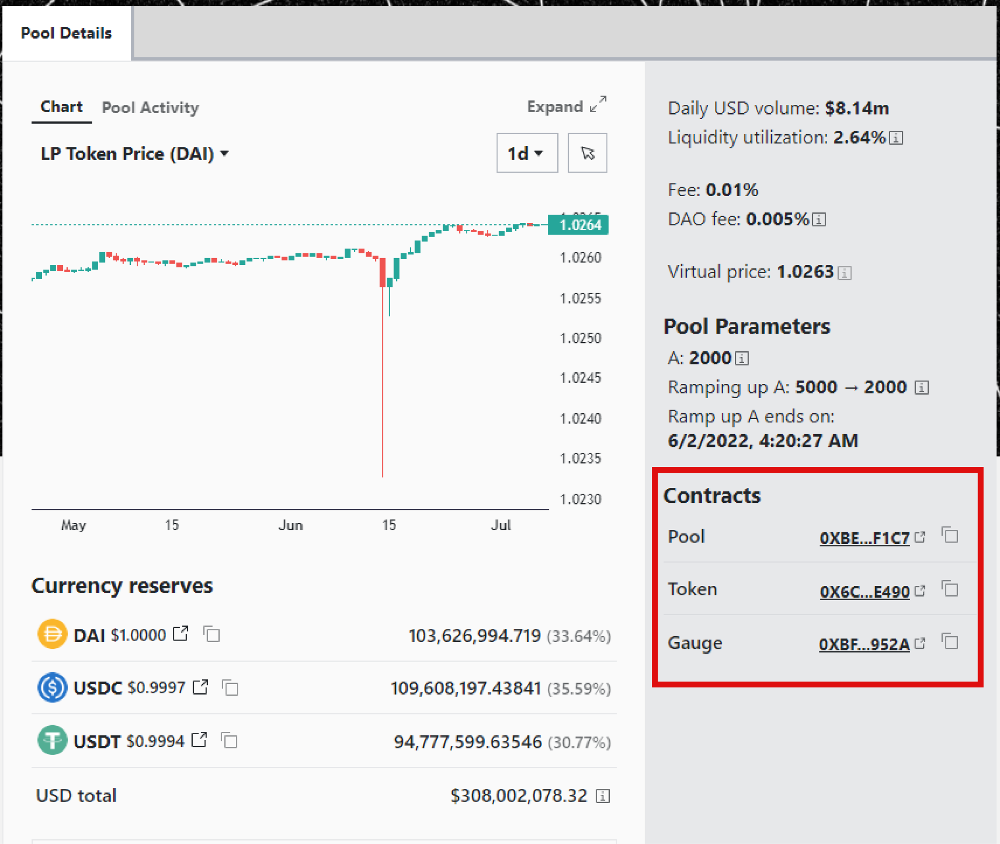 Pool Details
Chart Pool Activity Expand
LP Token Price (DAI) 1d
1.0264
1.0260
1.0255
1.0250
1.0245
1.0240
1.0235
1.0230
May 15 Jun 15 Jul
Currency reserves
DAI $1.0000 103,626,994.719 (33.64%)
USDC $0.9997 109,608,197.43841 (35.59%)
USDT $0.9994 94,777,599.63546 (30.77%)
USD total $308,002,078.32
Daily USD volume: $8.14m
Liquidity utilization: 2.64%
Fee: 0.01%
DAO fee: 0.005%
Virtual price: 1.0263
Pool Parameters
A: 2000
Ramping up A: 5000 → 2000
Ramp up A ends on:
6/2/2022, 4:20:27 AM
Contracts
Pool 0XBE...F1C7
Token 0X6C...E490
Gauge 0XBF...952A